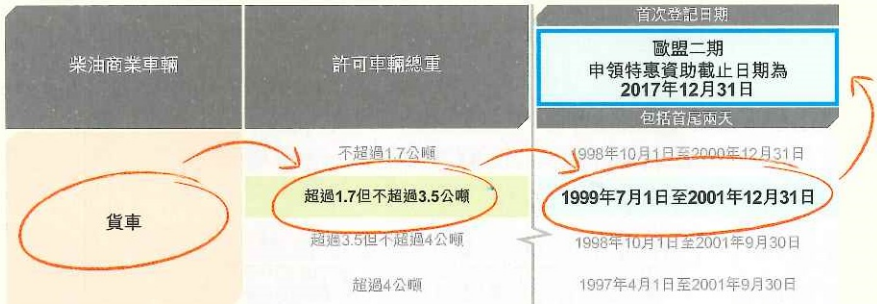 首次登記日期
柴油商業車輛
許可車輛總重
歐盟二期
申領特惠資助截止日期為
2017年12月31日
包括首尾兩天
不超過1.7公噸
1998年10月1日至2000年12月31日
貨車
超過1.7但不超過3.5公噸
1999年7月1日至2001年12月31日
超過3.5但不超過4公噸
1998年10月1日至2001年9月30日
超過4公噸
1997年4月1日至2001年9月30日